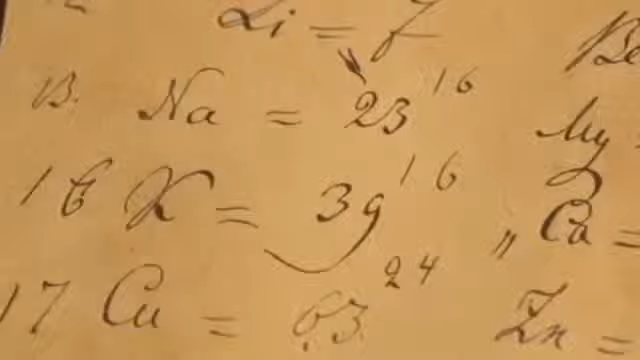 Li = 7 Be
B. Na = 23 16 Mg
16 K = 39 16 „ Ca =
17 Cu = 63 24 Zn =